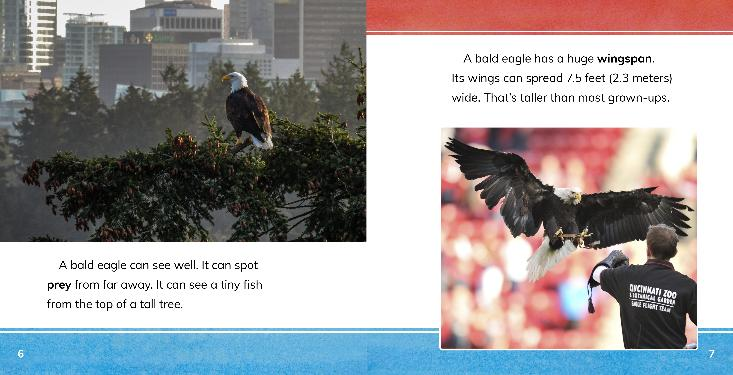 A bald eagle can see well. It can spot
prey from far away. It can see a tiny fish
from the top of a tall tree.
6
A bald eagle has a huge wingspan.
Its wings can spread 7.5 feet (2.3 meters)
wide. That's taller than most grown-ups.
CINCINNATI ZOO
& BOTANICAL GARDEN
EAGLE FLIGHT TEAM
7